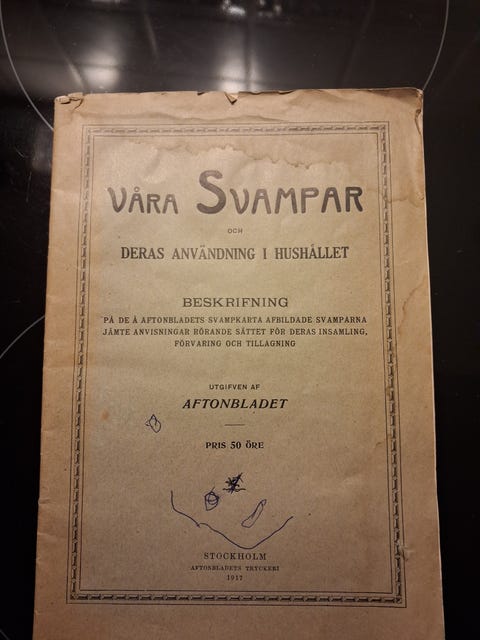 VÅRA SVAMPAR
OCH
DERAS ANVÄNDNING I HUSHÅLLET
BESKRIFNING
PÅ DE Å AFTONBLADETS SVAMPKARTA AFBILDADE SVAMPARNA
JÄMTE ANVISNINGAR RÖRANDE SÄTTET FÖR DERAS INSAMLING,
FÖRVARING OCH TILLAGNING
UTGIFVEN AF
AFTONBLADET
PRIS 50 ÖRE
STOCKHOLM
AFTONBLADETS TRYCKERI
1917